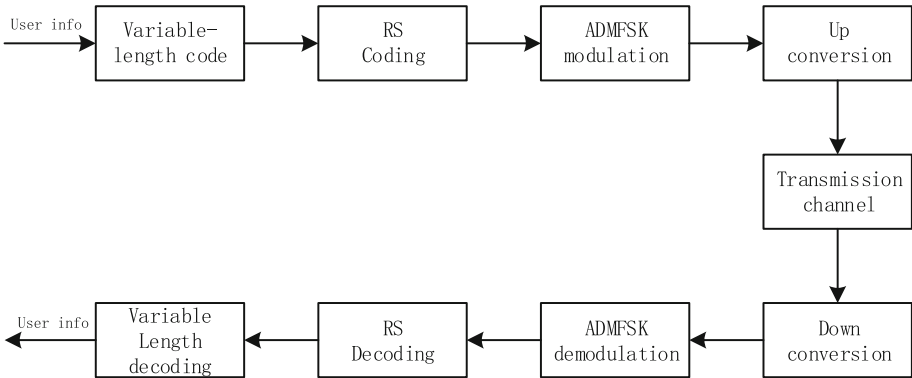 User info
Variable-
length code
RS
Coding
ADMFSK
modulation
Up
conversion
Transmission
channel
User info
Variable
Length
decoding
RS
Decoding
ADMFSK
demodulation
Down
conversion